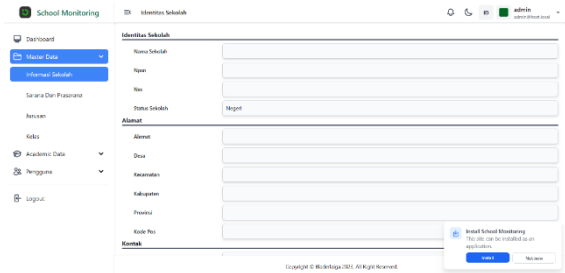 School Monitoring
Identitas Sekolah
admin
Dashboard
Master Data
Informasi Sekolah
Sarana Dan Prasarana
Jurusan
Kelas
Academic Data
Pengguna
Logout
Identitas Sekolah
Nama Sekolah
Npsn
Nss
Status Sekolah
Negeri
Alamat
Alamat
Desa
Kecamatan
Kabupaten
Provinsi
Kode Pos
Kontak
Install School Monitoring
This site can be installed as an
application.
Install
Not now
2023. All Right Reserved.